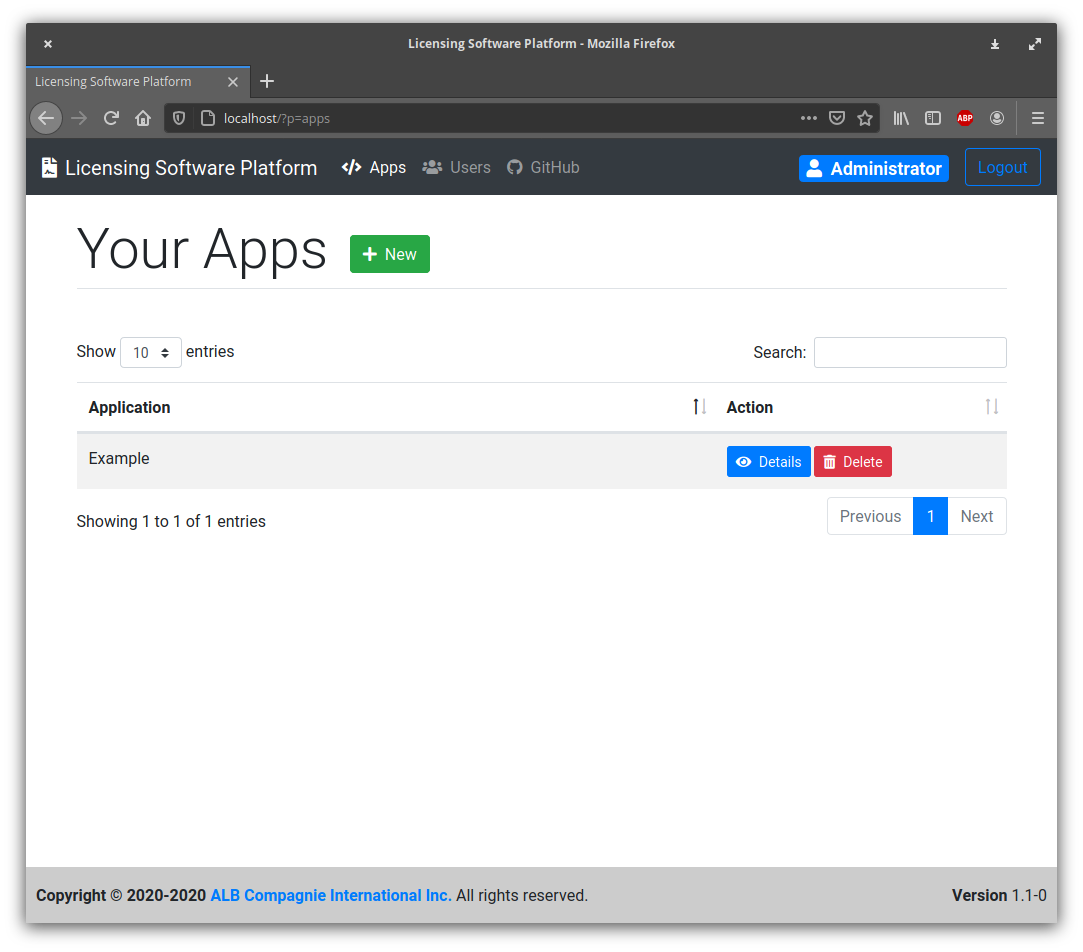 Licensing Software Platform - Mozilla Firefox
Licensing Software Platform
localhost/?p=apps
ABP
Licensing Software Platform Apps Users GitHub Administrator Logout
Your Apps New
Show 10 entries Search:
Application Action
Example Details Delete
Showing 1 to 1 of 1 entries Previous 1 Next
Copyright © 2020-2020 ALB Compagnie International Inc. All rights reserved. Version 1.1-0